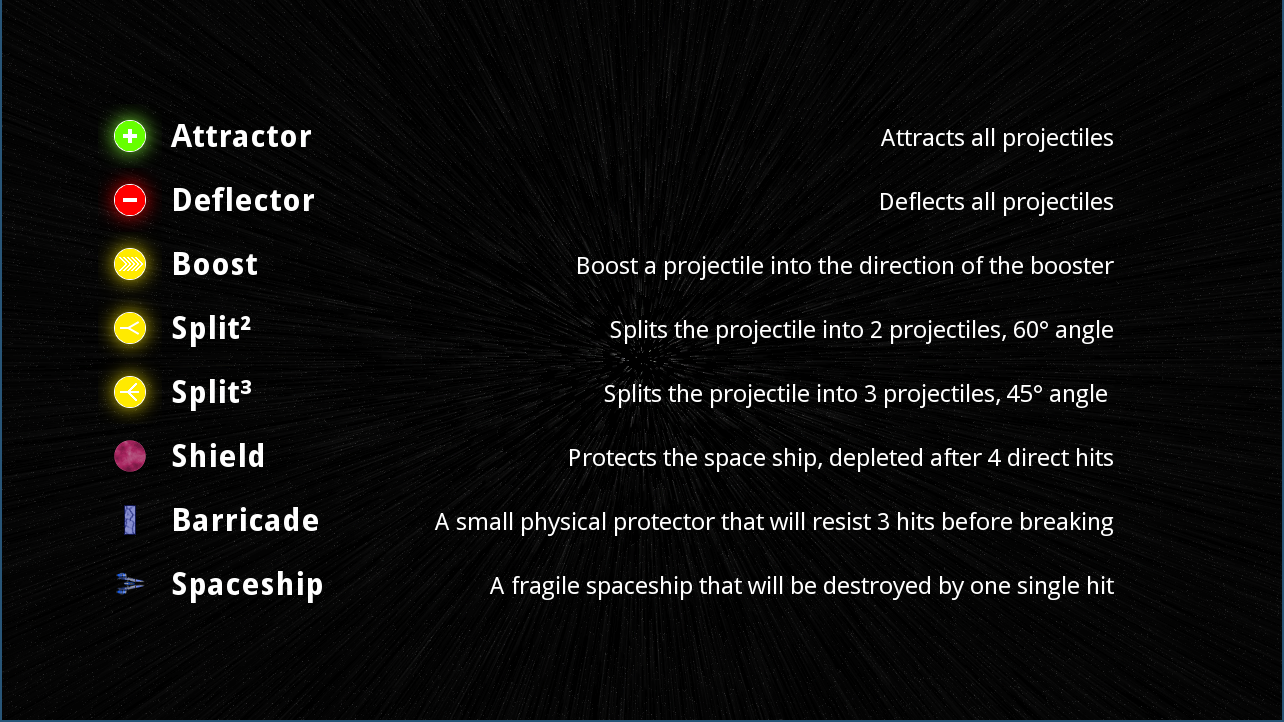 Attractor Attracts all projectiles
Deflector Deflects all projectiles
Boost Boost a projectile into the direction of the booster
Split² Splits the projectile into 2 projectiles, 60° angle
Split³ Splits the projectile into 3 projectiles, 45° angle
Shield Protects the space ship, depleted after 4 direct hits
Barricade A small physical protector that will resist 3 hits before breaking
Spaceship A fragile spaceship that will be destroyed by one single hit